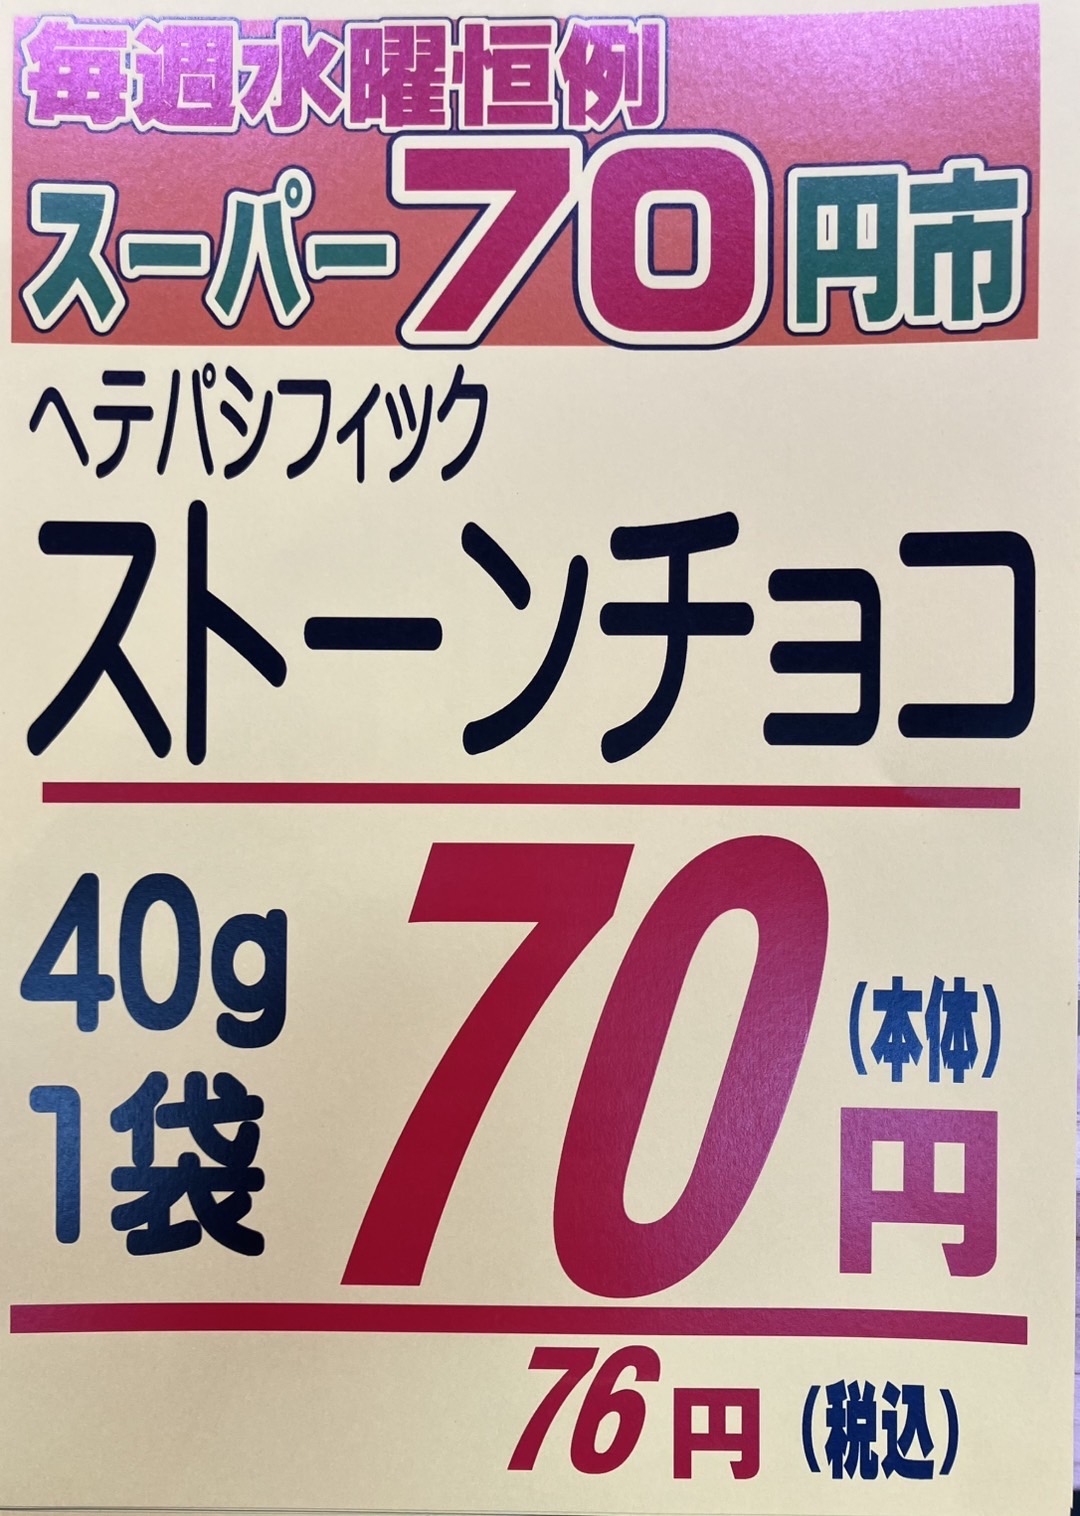 毎週水曜恒例
スーパー70円市
ヘテパシフィック
ストーンチョコ
40g
1袋
70円
(本体)
76円(税込)